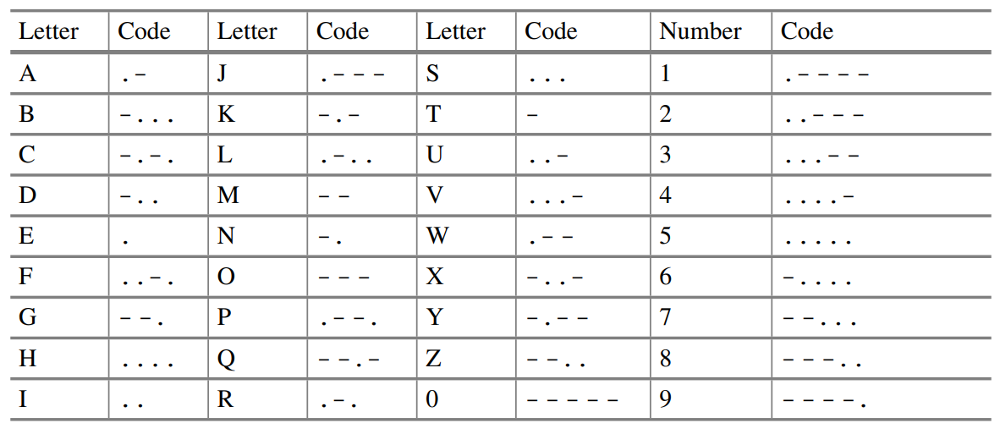 Letter Code Letter Code Letter Code Number Code
A .- J .--- S ... 1 .----
B -... K -.- T - 2 ..---
C -.-. L .-.. U ..- 3 ...--
D -.. M -- V ...- 4 ....-
E . N -. W .-- 5 .....
F ..-. O --- X -..- 6 -....
G --. P .--. Y -.-- 7 --...
H .... Q --.- Z --.. 8 ---..
I .. R .-. 0 ----- 9 ----.